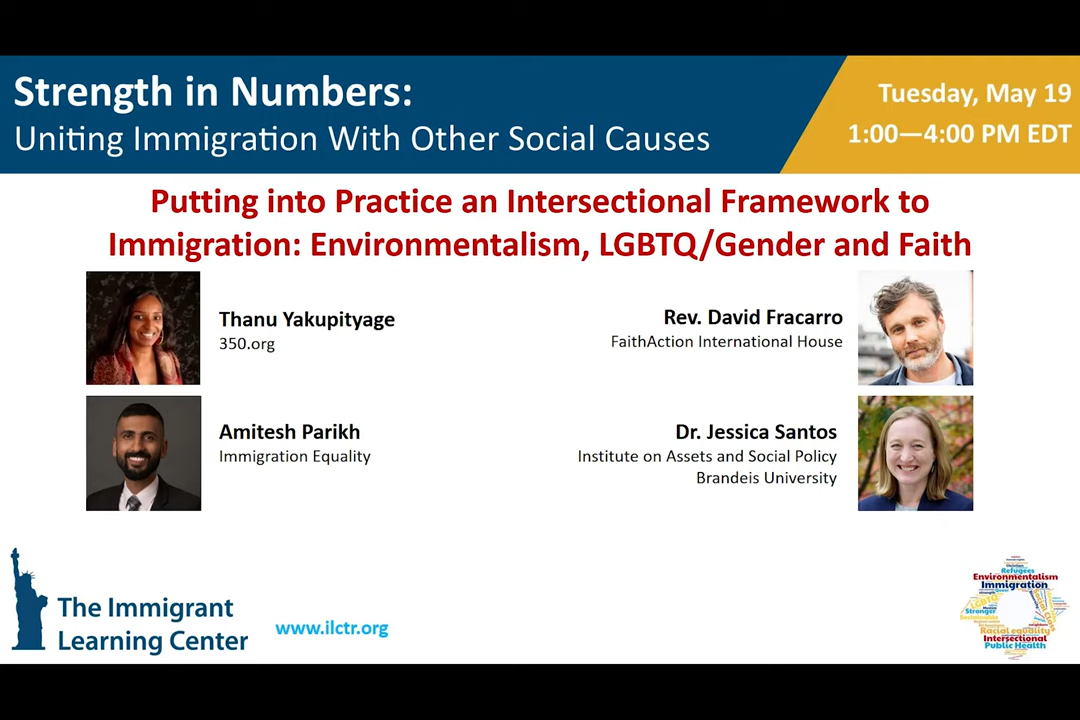 Strength in Numbers:
Uniting Immigration With Other Social Causes
Tuesday, May 19
1:00—4:00 PM EDT
Putting into Practice an Intersectional Framework to
Immigration: Environmentalism, LGBTQ/Gender and Faith
Thanu Yakupityage
350.org
Rev. David Fracarro
FaithAction International House
Amitesh Parikh
Immigration Equality
Dr. Jessica Santos
Institute on Assets and Social Policy
Brandeis University
The Immigrant
Learning Center
www.ilctr.org
Refugees
Environmentalism
Immigration
LGBTQ
Stronger
Racial equality
Intersectional
Public Health